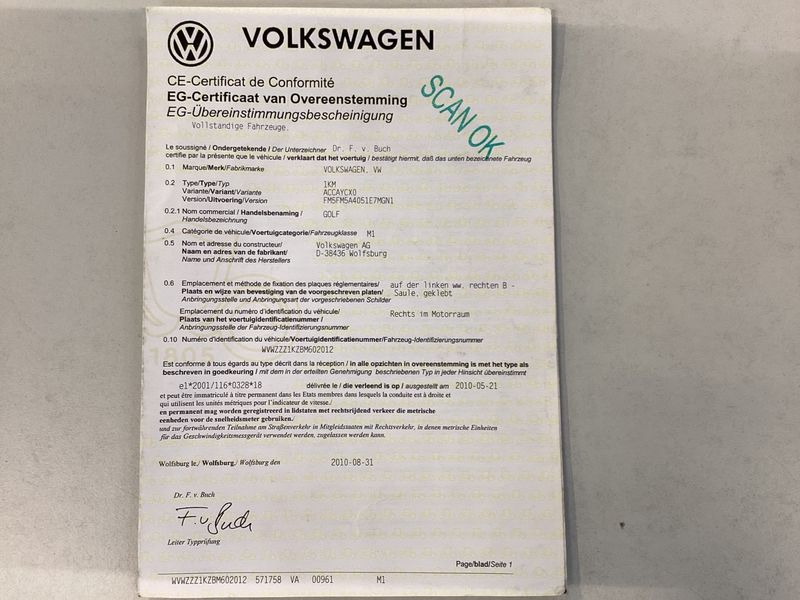 VOLKSWAGEN
CE-Certificat de Conformité
EG-Certificaat van Overeenstemming
EG-Übereinstimmungsbescheinigung
Vollstandige Fahrzeuge.
SCAN OK
Le soussigné / Ondergetekende / Der Unterzeichner Dr. F. v. Buch
certifie par la présente que le véhicule / verklaart dat het voertuig / bestätigt hiermit, daß das unten bezeichnete Fahrzeug
0.1 Marque/Merk/Fabrikmarke VOLKSWAGEN, VW
0.2 Type/Type/Typ 1KM
Variante/Variant/Variante ACCAYCX0
Version/Uitvoering/Version FM5FM5A4051E7MGN1
0.2.1 Nom commercial / Handelsbenaming / GOLF
Handelsbezeichnung
0.4 Catégorie de véhicule/Voertuigcategorie/Fahrzeugklasse M1
0.5 Nom et adresse du constructeur/ Volkswagen AG
Naam en adres van de fabrikant/ D-38436 Wolfsburg
Name und Anschrift des Herstellers
0.6 Emplacement et méthode de fixation des plaques réglementaires/ auf der linken ww. rechten B -
Plaats en wijze van bevestiging van de voorgeschreven platen/ Saule, geklebt
Anbringungsstelle und Anbringungsart der vorgeschriebenen Schilder
Emplacement du numéro d'identification du véhicule/ Rechts im Motorraum
Plaats van het voertuigidentificatienummer /
Anbringungsstelle der Fahrzeug-Identifizierungsnummer
0.10 Numéro d'identification du véhicule/Voertuigidentificatienummer/Fahrzeug-Identifizierungsnummer
WVWZZZ1KZBM602012
1805
Est conforme à tous égards au type décrit dans la réception / in alle opzichten in overeenstemming is met het type als
beschreven in goedkeuring / mit dem in der erteilten Genehmigung beschriebenen Typ in jeder Hinsicht übereinstimmt
e1*2001/116*0328*18 délivrée le / die verleend is op / ausgestellt am 2010-05-21
et peut être immatriculé à titre permanent dans les Etats membres dans lesquels la conduite est à droite et
qui utilisent les unités métriques pour l'indicateur de vitesse./
en permanent mag worden geregistreerd in lidstaten met rechtsrijdend verkeer die metrische
eenheden voor de snelheidsmeter gebruiken./
und zur fortwährenden Teilnahme am Straßenverkehr in Mitgliedstaaten mit Rechtsverkehr, in denen metrische Einheiten
für das Geschwindigkeitsmessgerät verwendet werden, zugelassen werden kann.
Wolfsburg le:/ Wolfsburg,/ Wolfsburg den 2010-08-31
Dr. F. v. Buch
F. v. Buch
Leiter Typprüfung
Page/blad/Seite 1
WVWZZZ1KZBM602012 571758 VA 00961 M1